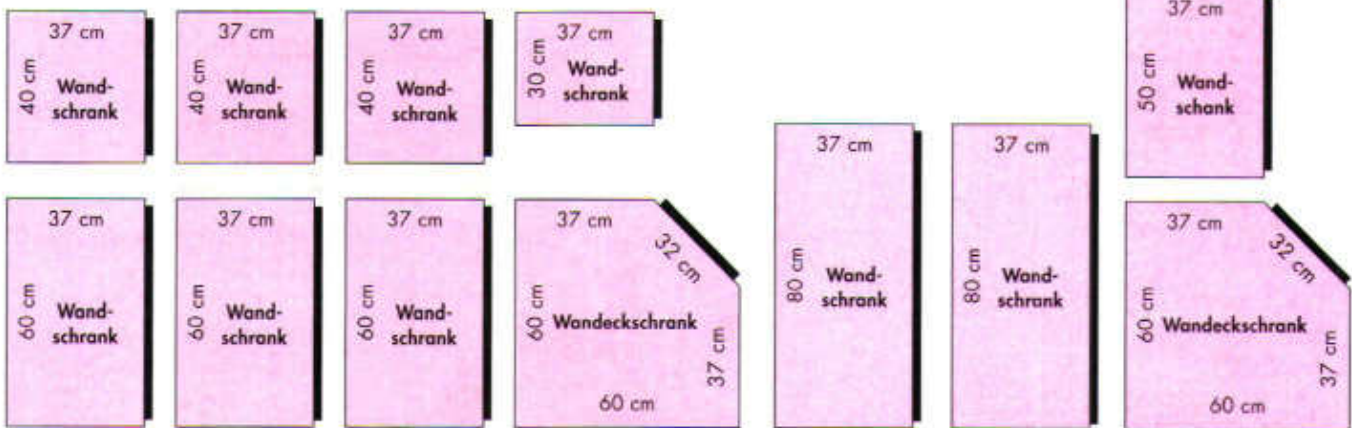 37 cm
40 cm
Wand-
schrank
37 cm
40 cm
Wand-
schrank
37 cm
40 cm
Wand-
schrank
37 cm
30 cm
Wand-
schrank
37 cm
50 cm
Wand-
schank
37 cm
60 cm
Wand-
schrank
37 cm
60 cm
Wand-
schrank
37 cm
60 cm
Wand-
schrank
37 cm
32 cm
60 cm
Wandeckschrank
37 cm
60 cm
37 cm
80 cm
Wand-
schrank
37 cm
80 cm
Wand-
schrank
37 cm
32 cm
60 cm
Wandeckschrank
37 cm
60 cm